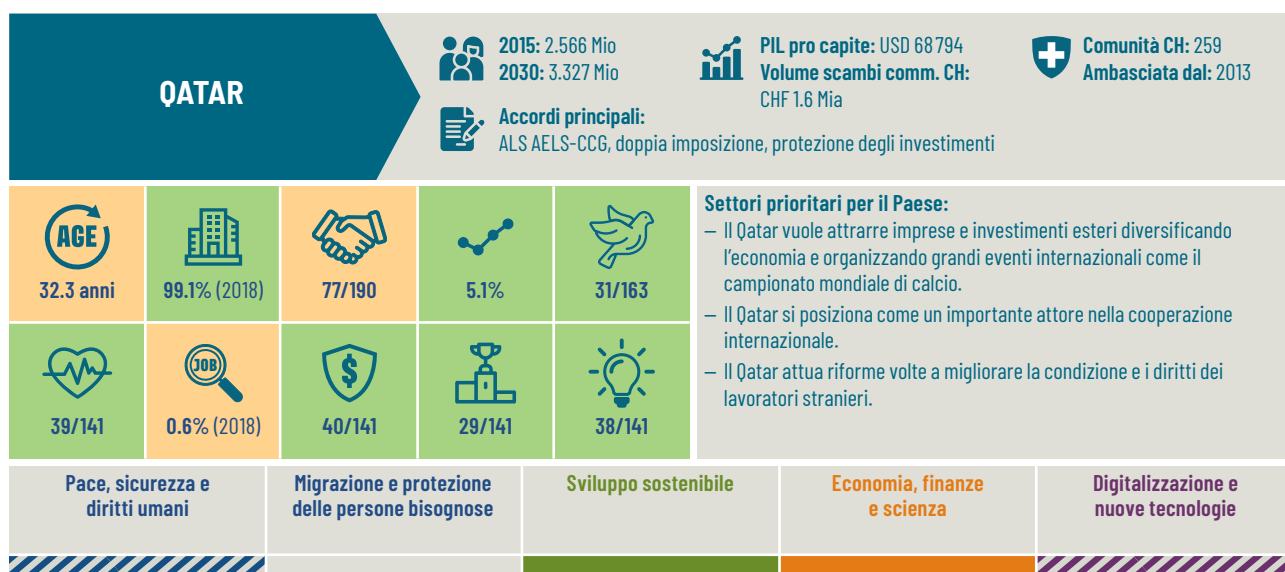 QATAR
2015: 2.566 Mio
2030: 3.327 Mio
PIL pro capite: USD 68 794
Volume scambi comm. CH:
CHF 1.6 Mia
Comunità CH: 259
Ambasciata dal: 2013
Accordi principali:
ALS AELS-CCG, doppia imposizione, protezione degli investimenti
AGE
32.3 anni
99.1% (2018)
77/190
5.1%
31/163
39/141
JOB
0.6% (2018)
$
40/141
29/141
38/141
Settori prioritari per il Paese:
– Il Qatar vuole attrarre imprese e investimenti esteri diversificando
l’economia e organizzando grandi eventi internazionali come il
campionato mondiale di calcio.
– Il Qatar si posiziona come un importante attore nella cooperazione
internazionale.
– Il Qatar attua riforme volte a migliorare la condizione e i diritti dei
lavoratori stranieri.
Pace, sicurezza e
diritti umani
Migrazione e protezione
delle persone bisognose
Sviluppo sostenibile
Economia, finanze
e scienza
Digitalizzazione e
nuove tecnologie